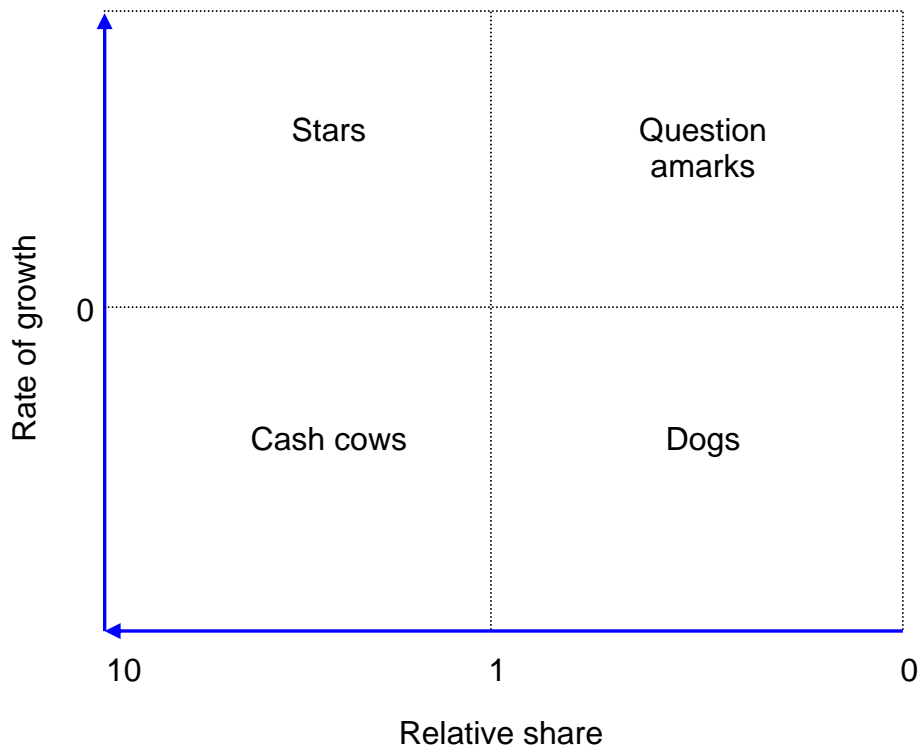 Stars
Question
amarks
Rate of growth
0
Cash cows
Dogs
10
1
0
Relative share